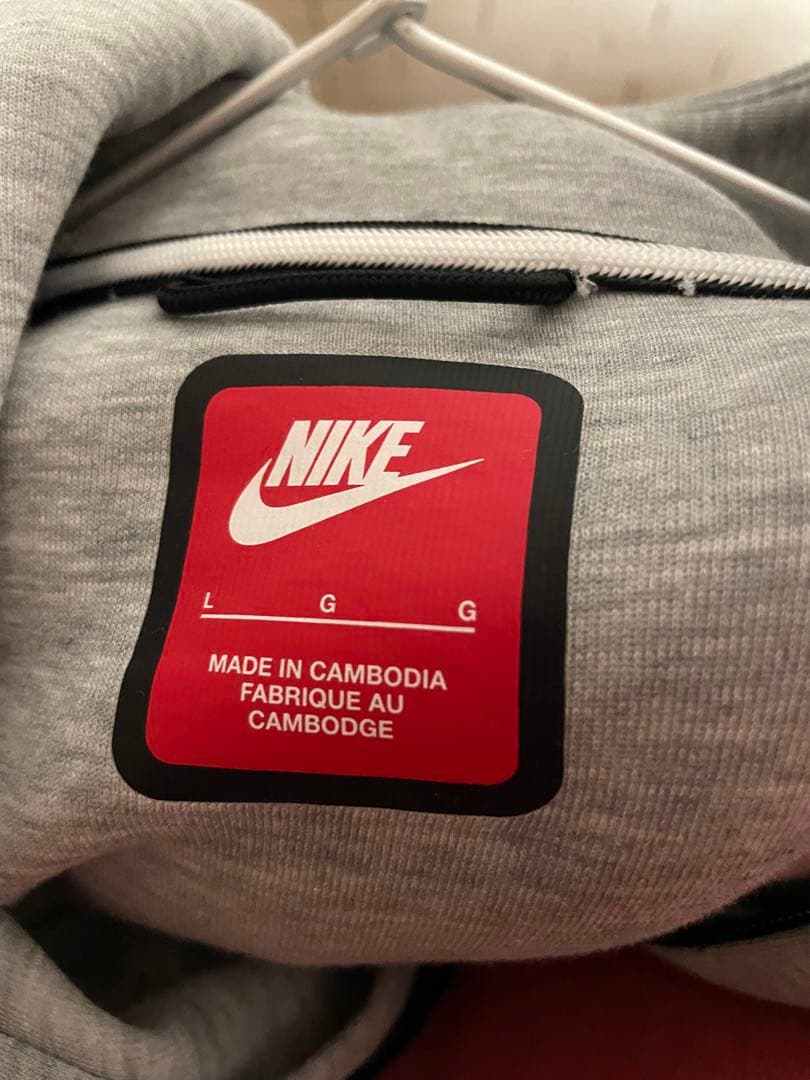 NIKE
L G G
MADE IN CAMBODIA
FABRIQUE AU
CAMBODGE